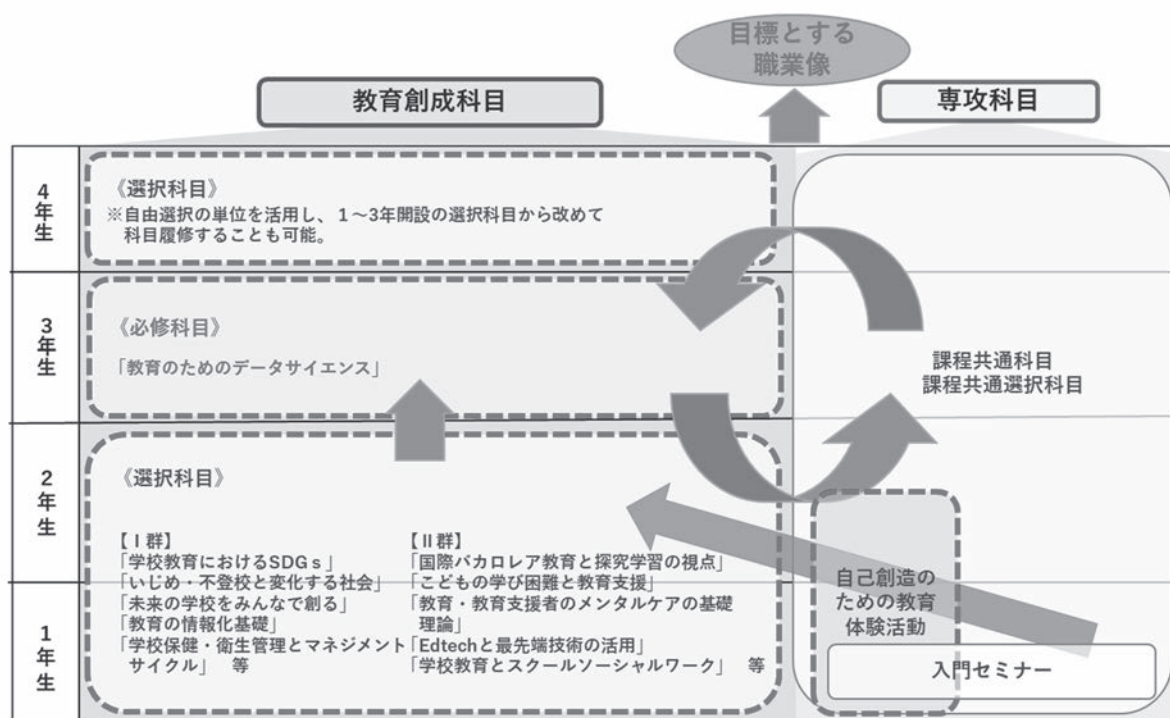 目標とする
職業像
教育創成科目
専攻科目
4年生
《選択科目》
※自由選択の単位を活用し、1～3年開設の選択科目から改めて
科目履修することも可能。
3年生
《必修科目》
「教育のためのデータサイエンス」
課程共通科目
課程共通選択科目
2年生
《選択科目》
【Ⅰ群】
「学校教育におけるSDGｓ」
「いじめ・不登校と変化する社会」
「未来の学校をみんなで創る」
「教育の情報化基礎」
「学校保健・衛生管理とマネジメント
サイクル」　等
【Ⅱ群】
「国際バカロレア教育と探究学習の視点」
「こどもの学び困難と教育支援」
「教育・教育支援者のメンタルケアの基礎
理論」
「Edtechと最先端技術の活用」
「学校教育とスクールソーシャルワーク」　等
1年生
自己創造の
ための教育
体験活動
入門セミナー